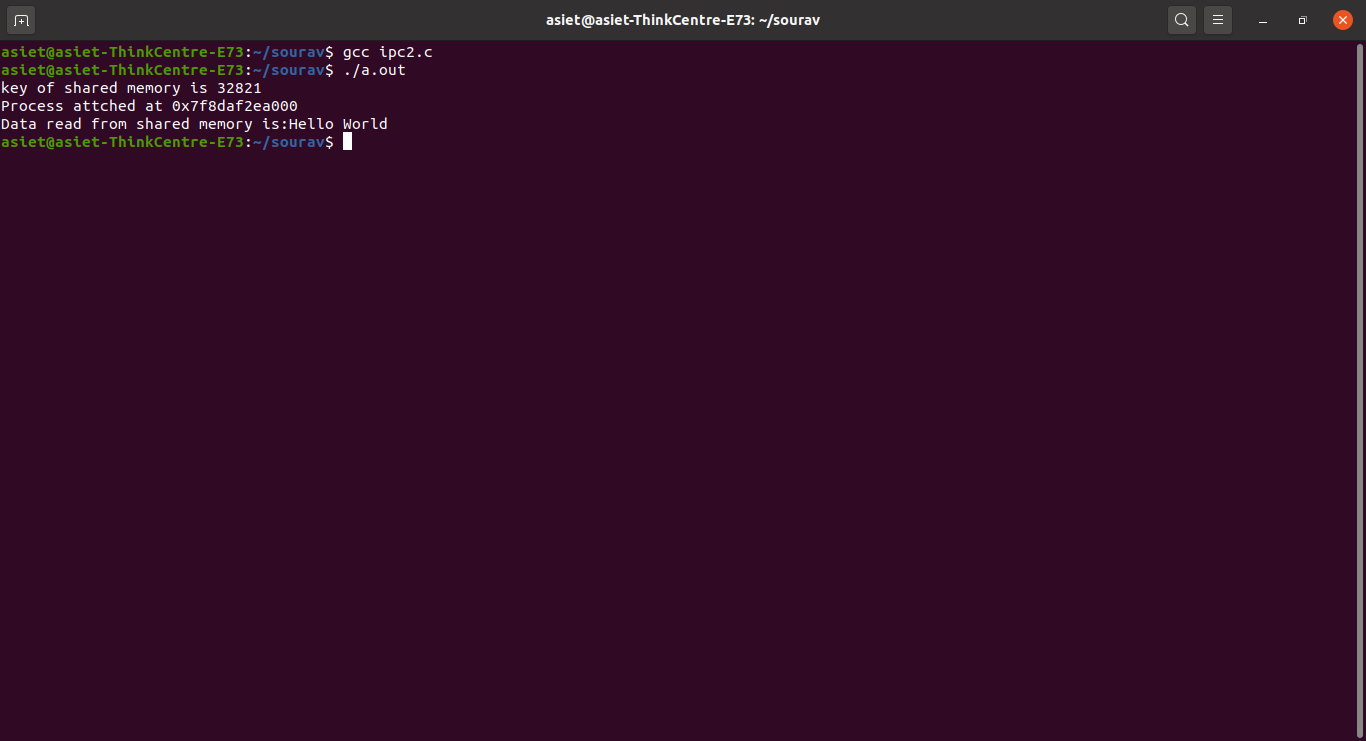 asiet@asiet-ThinkCentre-E73: ~/sourav
asiet@asiet-ThinkCentre-E73:~/sourav$ gcc ipc2.c
asiet@asiet-ThinkCentre-E73:~/sourav$ ./a.out
key of shared memory is 32821
Process attched at 0x7f8daf2ea000
Data read from shared memory is:Hello World
asiet@asiet-ThinkCentre-E73:~/sourav$